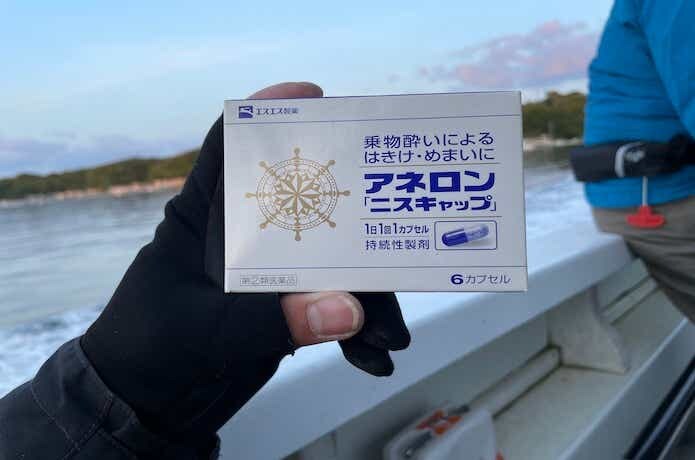 エスエス製薬
乗物酔いによる
はきけ・めまいに
アネロン
「ニスキャップ」
1日1回1カプセル
持続性製剤
指定第②類医薬品
6カプセル